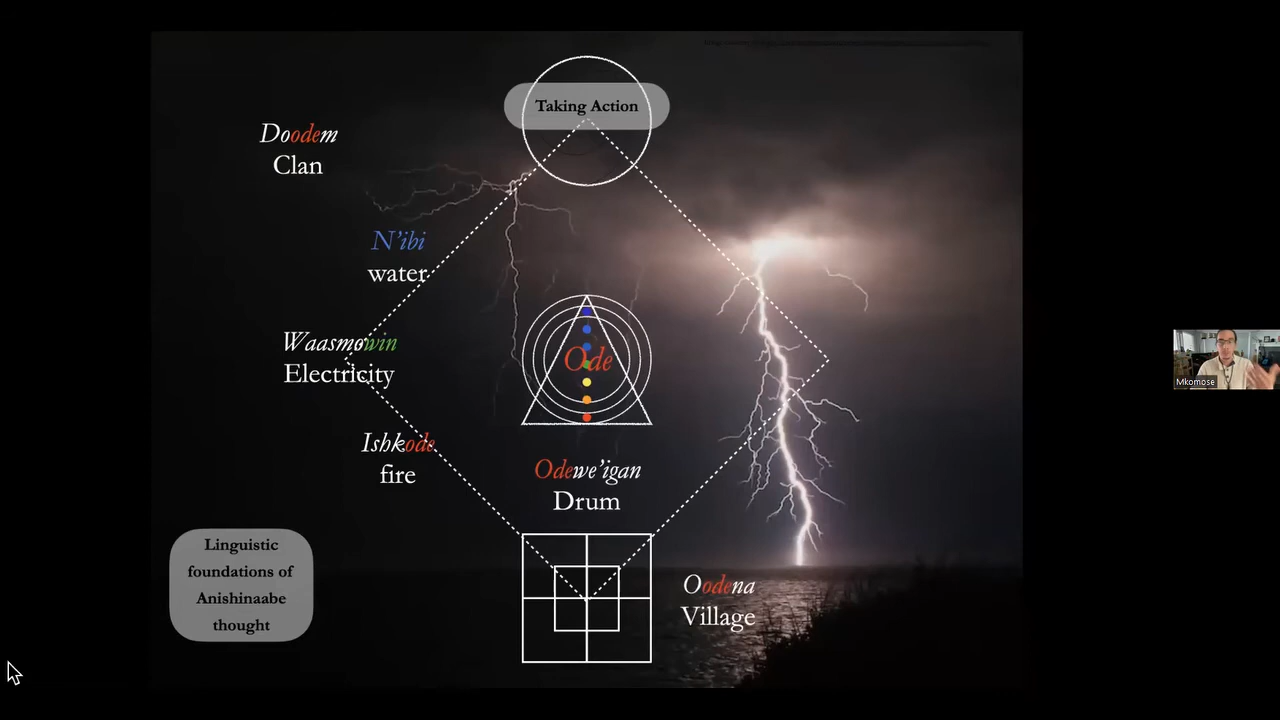 Taking Action
Doodem
Clan
N'ibi
water
Waasmowin
Electricity
Ode
Ishkode
fire
Odewe'igan
Drum
Linguistic
foundations of
Anishinaabe
thought
Oodena
Village
Mkomose